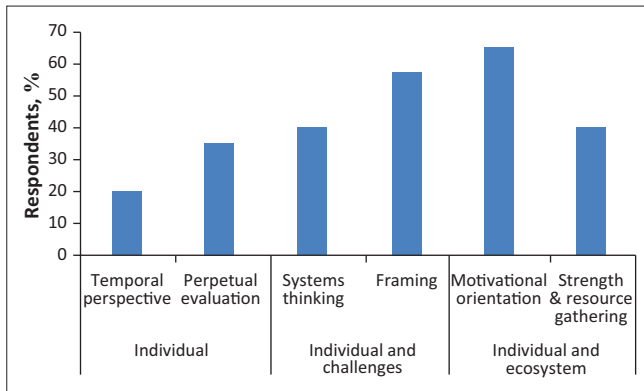 Respondents, %
70
60
50
40
30
20
10
0
Temporal
perspective
Perpetual
evaluation
Systems
thinking
Framing
Motivational
orientation
Strength
& resource
gathering
Individual
Individual and
challenges
Individual and
ecosystem